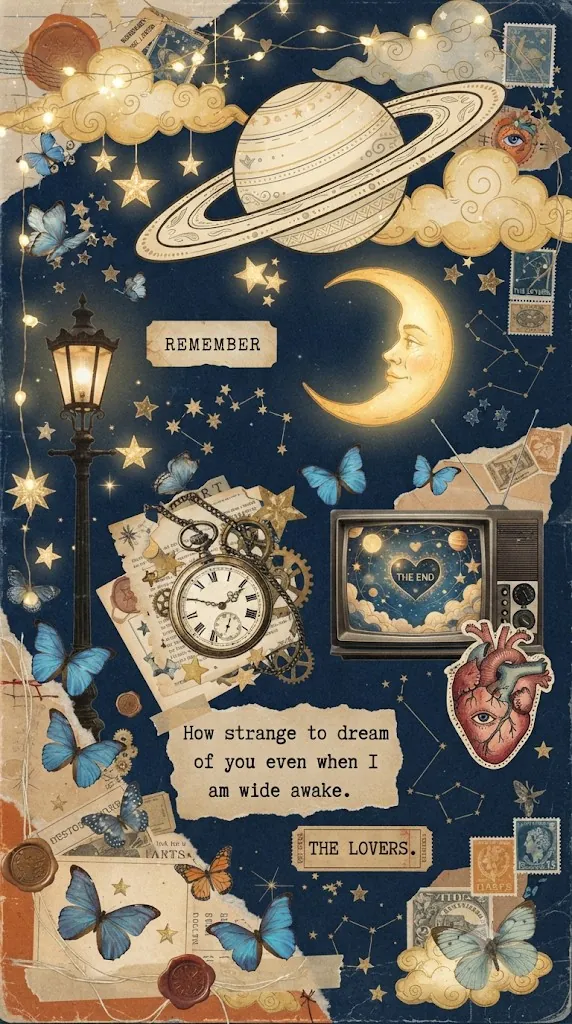 REMEMBER
THE END
How strange to dream
of you even when I
am wide awake.
THE LOVERS.